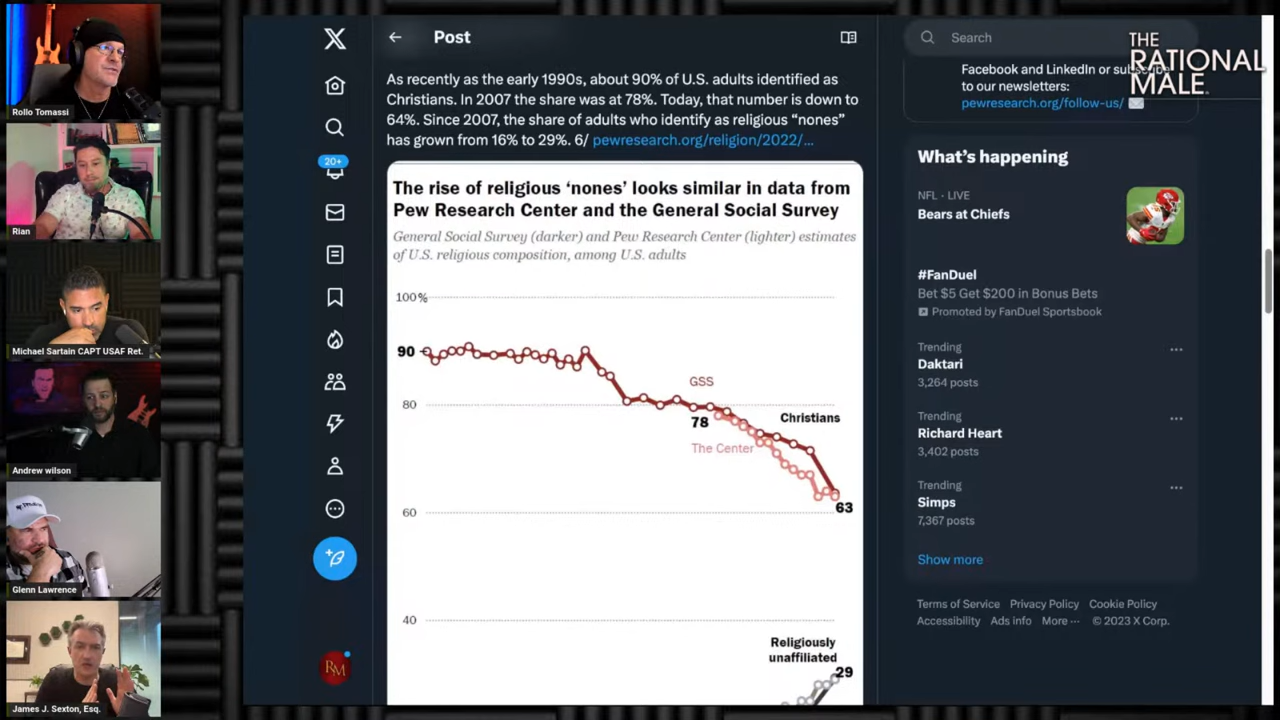 Rollo Tomassi
Rian
Michael Sartain CAPT USAF Ret.
Andrew wilson
Glenn Lawrence
James J. Sexton, Esq.
X
20+
RM
Post
As recently as the early 1990s, about 90% of U.S. adults identified as
Christians. In 2007 the share was at 78%. Today, that number is down to
64%. Since 2007, the share of adults who identify as religious “nones”
has grown from 16% to 29%. 6/ pewresearch.org/religion/2022/...
The rise of religious ‘nones’ looks similar in data from
Pew Research Center and the General Social Survey
General Social Survey (darker) and Pew Research Center (lighter) estimates
of U.S. religious composition, among U.S. adults
100%
90
GSS
80
Christians
78
The Center
60
63
40
Religiously
unaffiliated
29
Search
THE
RATIONAL
MALE.
Facebook and LinkedIn or
to our newsletters:
pewresearch.org/follow-us/
What’s happening
NFL · LIVE
Bears at Chiefs
#FanDuel
Bet $5 Get $200 in Bonus Bets
Promoted by FanDuel Sportsbook
Trending
Daktari
3,264 posts
Trending
Richard Heart
3,402 posts
Trending
Simps
7,367 posts
Show more
Terms of Service Privacy Policy Cookie Policy
Accessibility Ads info More ··· © 2023 X Corp.